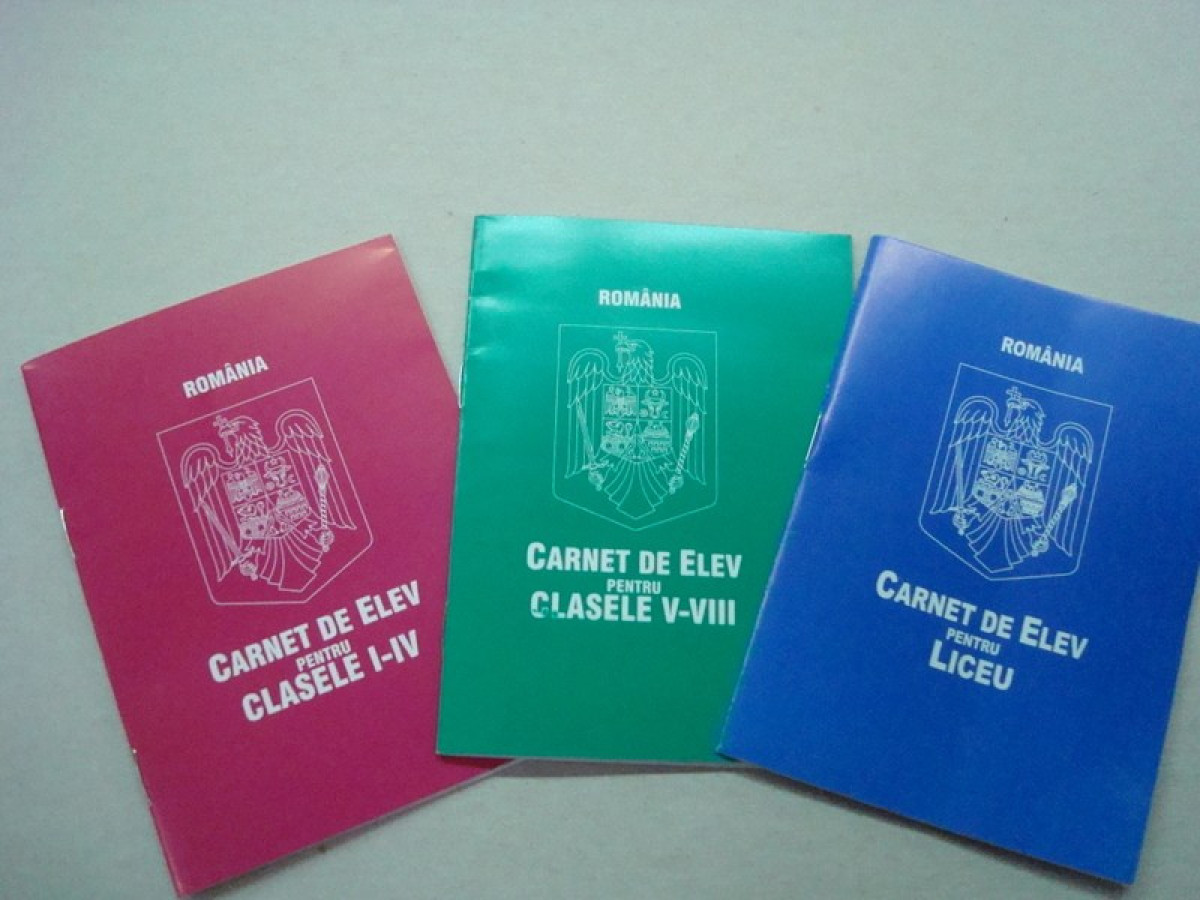 ROMÂNIA
CARNET DE ELEV
PENTRU
CLASELE I-IV
ROMÂNIA
CARNET DE ELEV
PENTRU
CLASELE V-VIII
ROMÂNIA
CARNET DE ELEV
PENTRU
LICEU